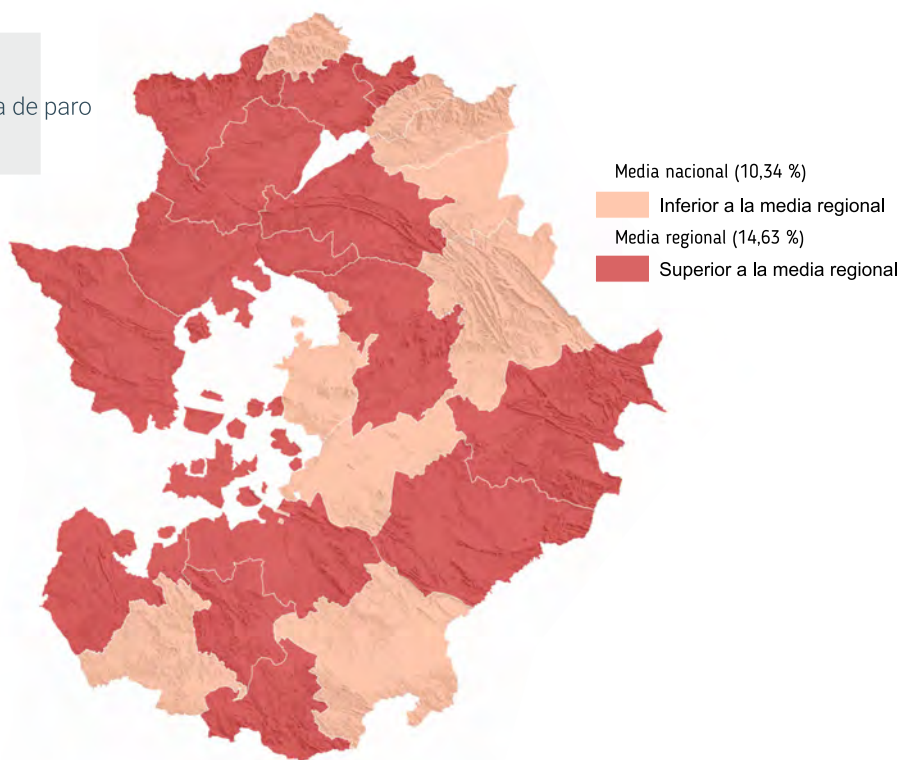 de paro
Media nacional (10,34 %)
Inferior a la media regional
Media regional (14,63 %)
Superior a la media regional